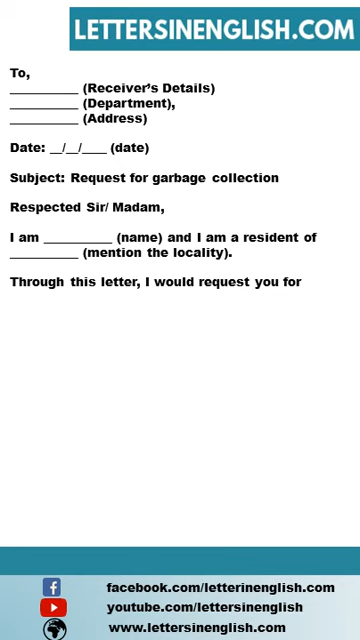 LETTERSINENGLISH.COM
To,
__________ (Receiver’s Details)
__________ (Department),
__________ (Address)
Date: __/__/____ (date)
Subject: Request for garbage collection
Respected Sir/ Madam,
I am __________ (name) and I am a resident of
__________ (mention the locality).
Through this letter, I would request you for
facebook.com/letterinenglish.com
youtube.com/lettersinenglish
www.lettersinenglish.com